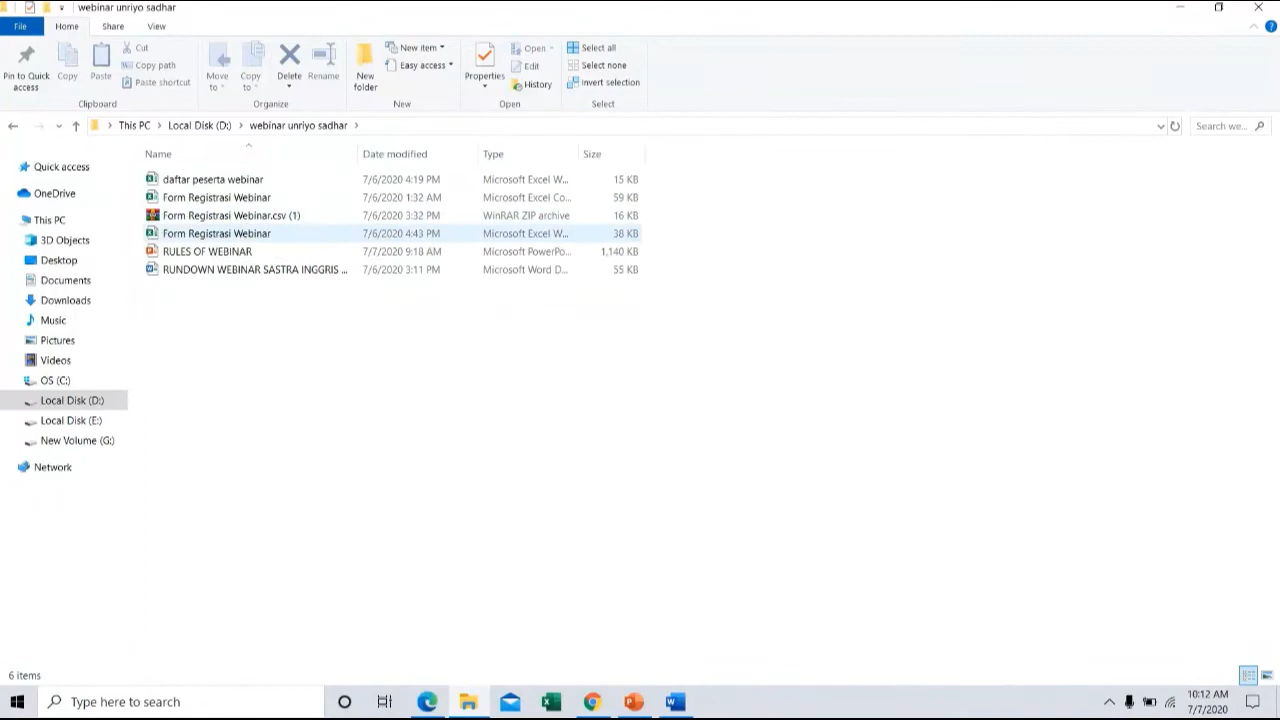 webinar unriyo sadhar
File Home Share View
Pin to Quick access
Copy
Paste
Cut
Copy path
Paste shortcut
Clipboard
Move to
Copy to
Delete
Rename
Organize
New folder
New item
Easy access
New
Properties
Open
Edit
History
Open
Select all
Select none
Invert selection
Select
This PC > Local Disk (D:) > webinar unriyo sadhar >
Search we...
Name Date modified Type Size
daftar peserta webinar 7/6/2020 4:19 PM Microsoft Excel W... 15 KB
Form Registrasi Webinar 7/6/2020 1:32 AM Microsoft Excel Co... 59 KB
Form Registrasi Webinar.csv (1) 7/6/2020 3:32 PM WinRAR ZIP archive 16 KB
Form Registrasi Webinar 7/6/2020 4:43 PM Microsoft Excel W... 38 KB
RULES OF WEBINAR 7/7/2020 9:18 AM Microsoft PowerPo... 1,140 KB
RUNDOWN WEBINAR SASTRA INGGRIS ... 7/6/2020 3:11 PM Microsoft Word D... 55 KB
Quick access
OneDrive
This PC
3D Objects
Desktop
Documents
Downloads
Music
Pictures
Videos
OS (C:)
Local Disk (D:)
Local Disk (E:)
New Volume (G:)
Network
6 items
Type here to search
10:12 AM
7/7/2020